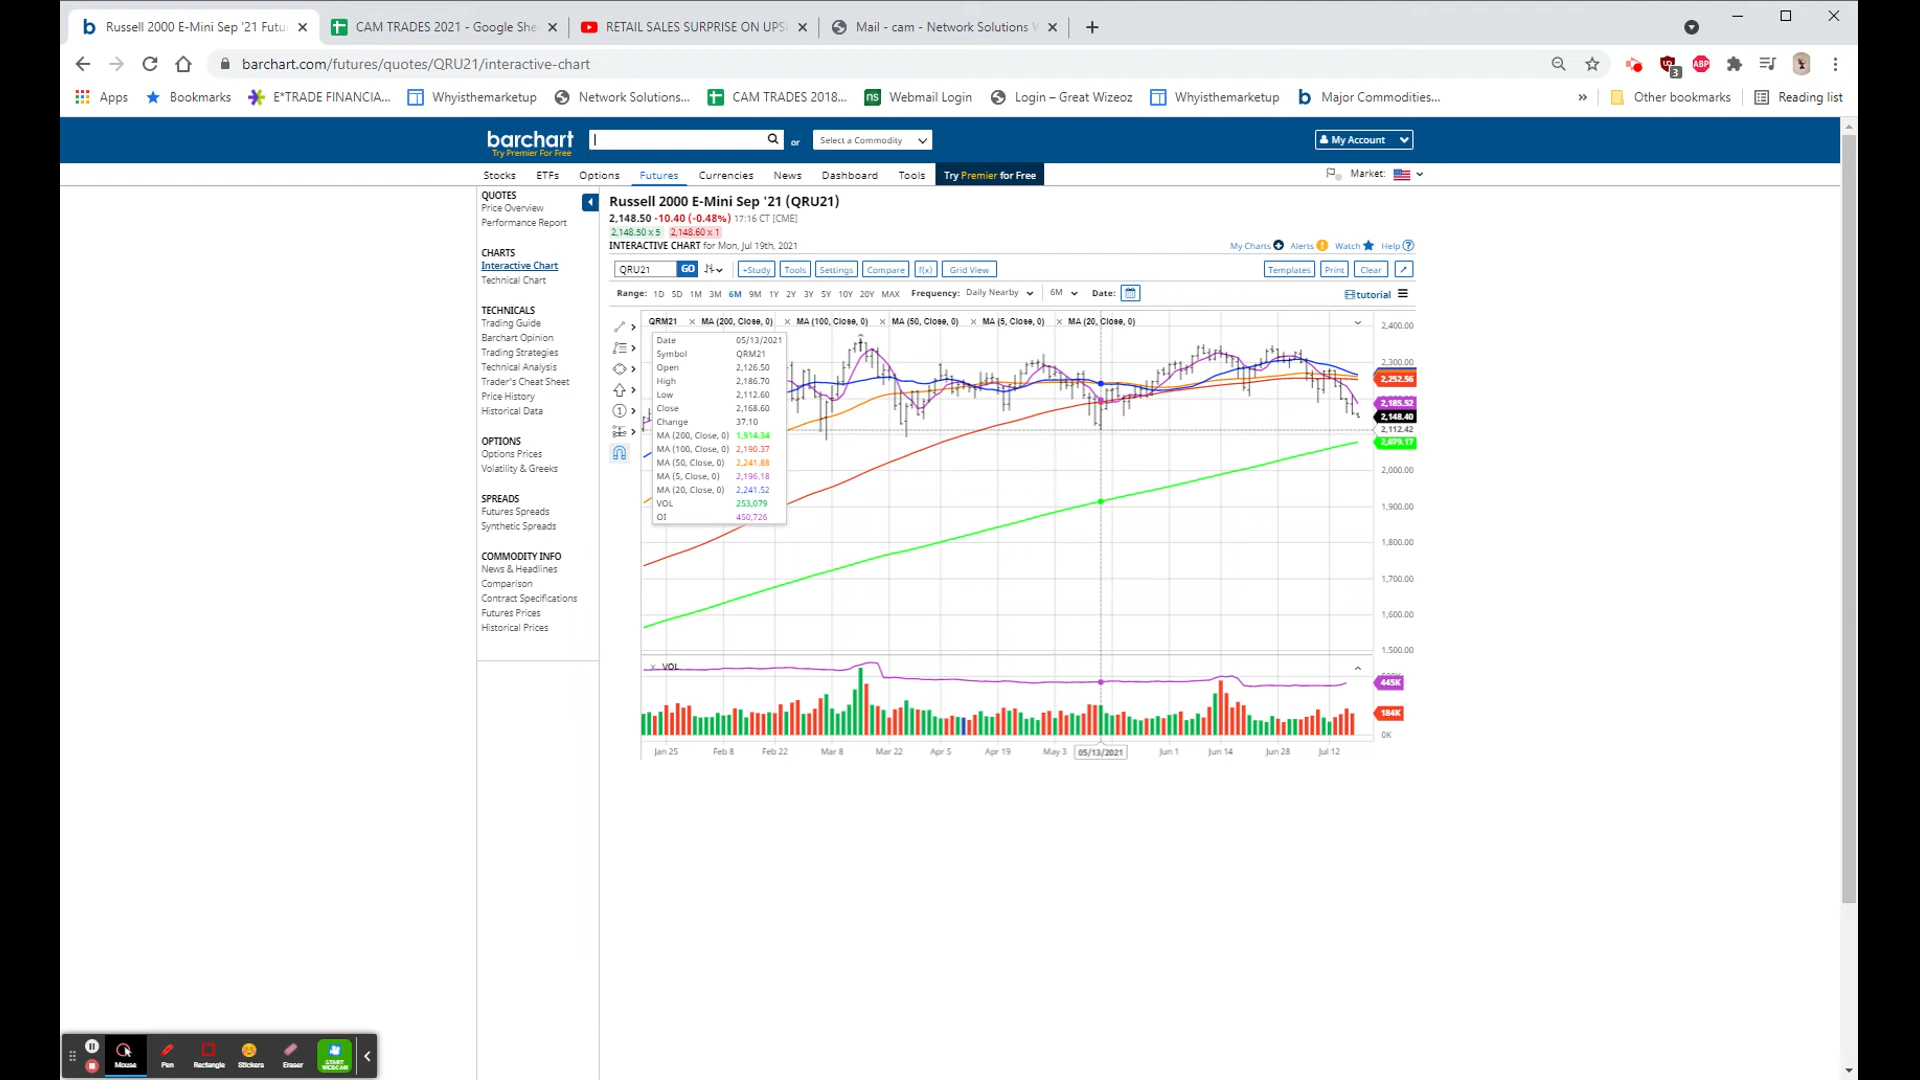 Russell 2000 E-Mini Sep '21 Futu
CAM TRADES 2021 - Google She
RETAIL SALES SURPRISE ON UPS
Mail - cam - Network Solutions
barchart.com/futures/quotes/QRU21/interactive-chart
3
ABP
Apps
Bookmarks
E*TRADE FINANCIA...
Whyisthemarketup
Network Solutions...
CAM TRADES 2018...
ns
Webmail Login
Login – Great Wizeoz
Whyisthemarketup
Major Commodities...
»
Other bookmarks
Reading list
barchart
Try Premier For Free
or
Select a Commodity
My Account
Stocks
ETFs
Options
Futures
Currencies
News
Dashboard
Tools
Try Premier for Free
Market:
QUOTES
Price Overview
Performance Report
CHARTS
Interactive Chart
Technical Chart
TECHNICALS
Trading Guide
Barchart Opinion
Trading Strategies
Technical Analysis
Trader's Cheat Sheet
Price History
Historical Data
OPTIONS
Options Prices
Volatility & Greeks
SPREADS
Futures Spreads
Synthetic Spreads
COMMODITY INFO
News & Headlines
Comparison
Contract Specifications
Futures Prices
Historical Prices
Russell 2000 E-Mini Sep '21 (QRU21)
2,148.50 -10.40 (-0.48%) 17:16 CT [CME]
2,148.50 x 5 2,148.60 x 1
INTERACTIVE CHART for Mon, Jul 19th, 2021
My Charts
Alerts
Watch
Help
QRU21
GO
+Study
Tools
Settings
Compare
f(x)
Grid View
Templates
Print
Clear
Range: 1D 5D 1M 3M 6M 9M 1Y 2Y 3Y 5Y 10Y 20Y MAX
Frequency: Daily Nearby
6M
Date:
tutorial
QRM21
MA (200, Close, 0)
MA (100, Close, 0)
MA (50, Close, 0)
MA (5, Close, 0)
MA (20, Close, 0)
Date 05/13/2021
Symbol QRM21
Open 2,126.50
High 2,186.70
Low 2,112.60
Close 2,168.60
Change 37.10
MA (200, Close, 0) 1,914.34
MA (100, Close, 0) 2,190.37
MA (50, Close, 0) 2,241.88
MA (5, Close, 0) 2,196.18
MA (20, Close, 0) 2,241.52
VOL 253,079
OI 450,726
2,400.00
2,300.00
2,252.56
2,185.52
2,148.40
2,112.42
2,079.17
2,000.00
1,900.00
1,800.00
1,700.00
1,600.00
1,500.00
VOL
445K
184K
0K
Jan 25
Feb 8
Feb 22
Mar 8
Mar 22
Apr 5
Apr 19
May 3
05/13/2021
Jun 1
Jun 14
Jun 28
Jul 12
Mouse
Pen
Rectangle
Stickers
Eraser
START
WEBCAM